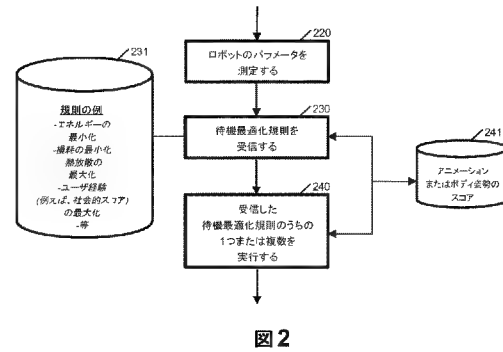 220
ロボットのパラメータを
測定する
231
規則の例
-エネルギーの
最小化
-損耗の最小化
熱放散の
最大化
-ユーザ経験
(例えば、社会的スコア)
の最大化
-等
230
待機最適化規則を
受信する
241
アニメーション
またはボディ姿勢の
スコア
240
受信した
待機最適化規則のうちの
1つまたは複数を
実行する
図2